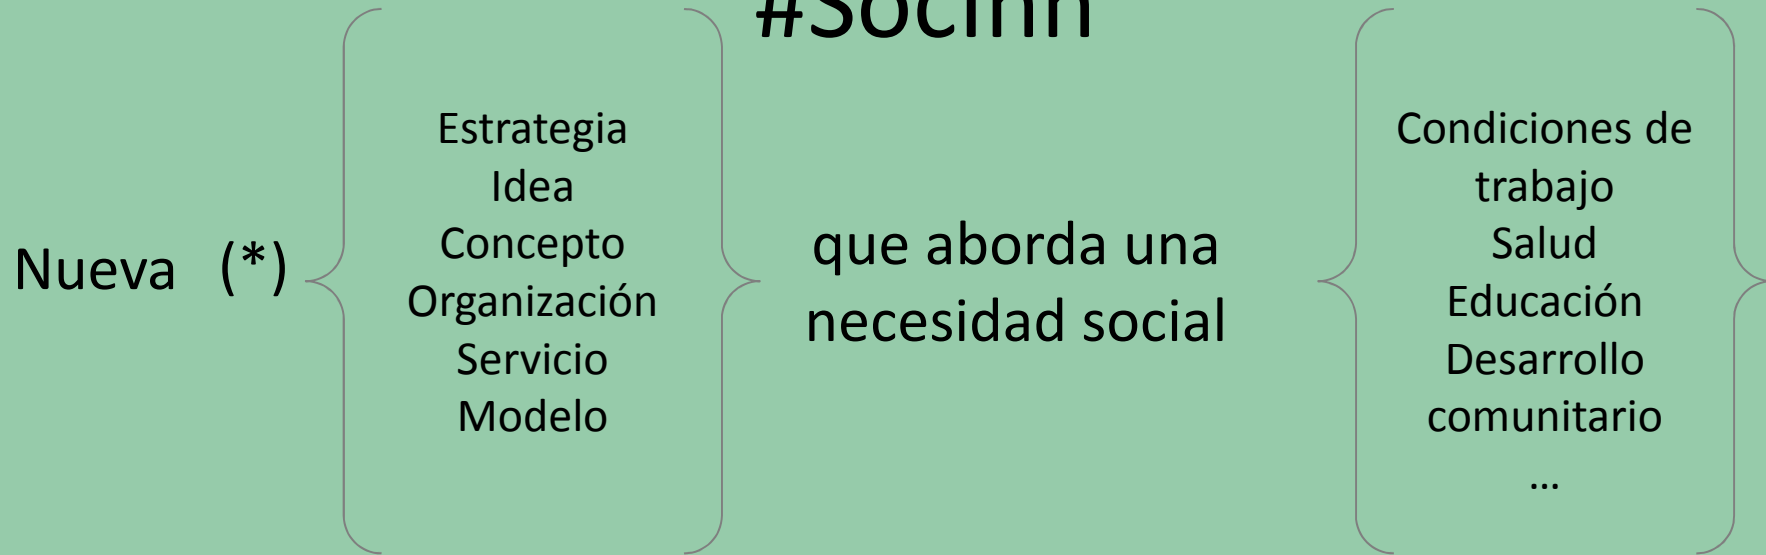 #SocInn
Nueva (*)
Estrategia
Idea
Concepto
Organización
Servicio
Modelo
que aborda una
necesidad social
Condiciones de
trabajo
Salud
Educación
Desarrollo
comunitario
...